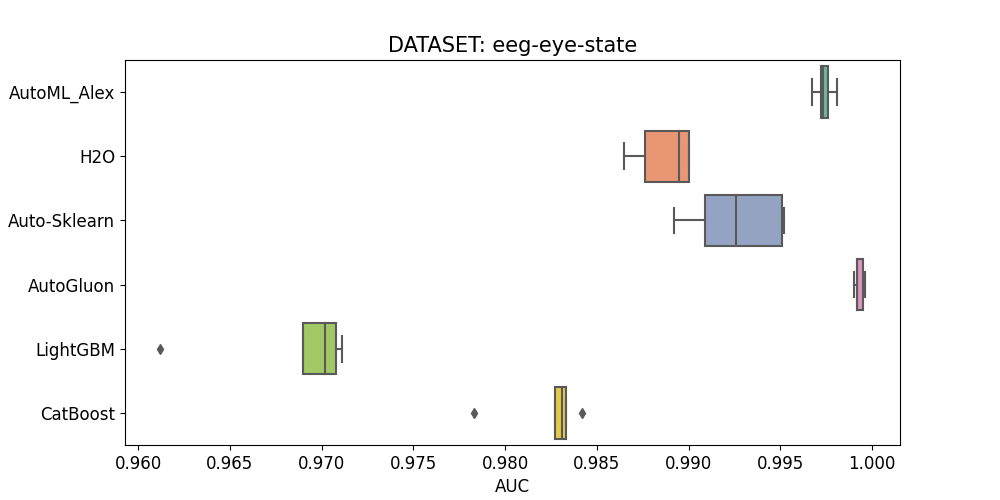 DATASET: eeg-eye-state
AutoML_Alex
H2O
Auto-Sklearn
AutoGluon
LightGBM
CatBoost
0.960 0.965 0.970 0.975 0.980 0.985 0.990 0.995 1.000
AUC